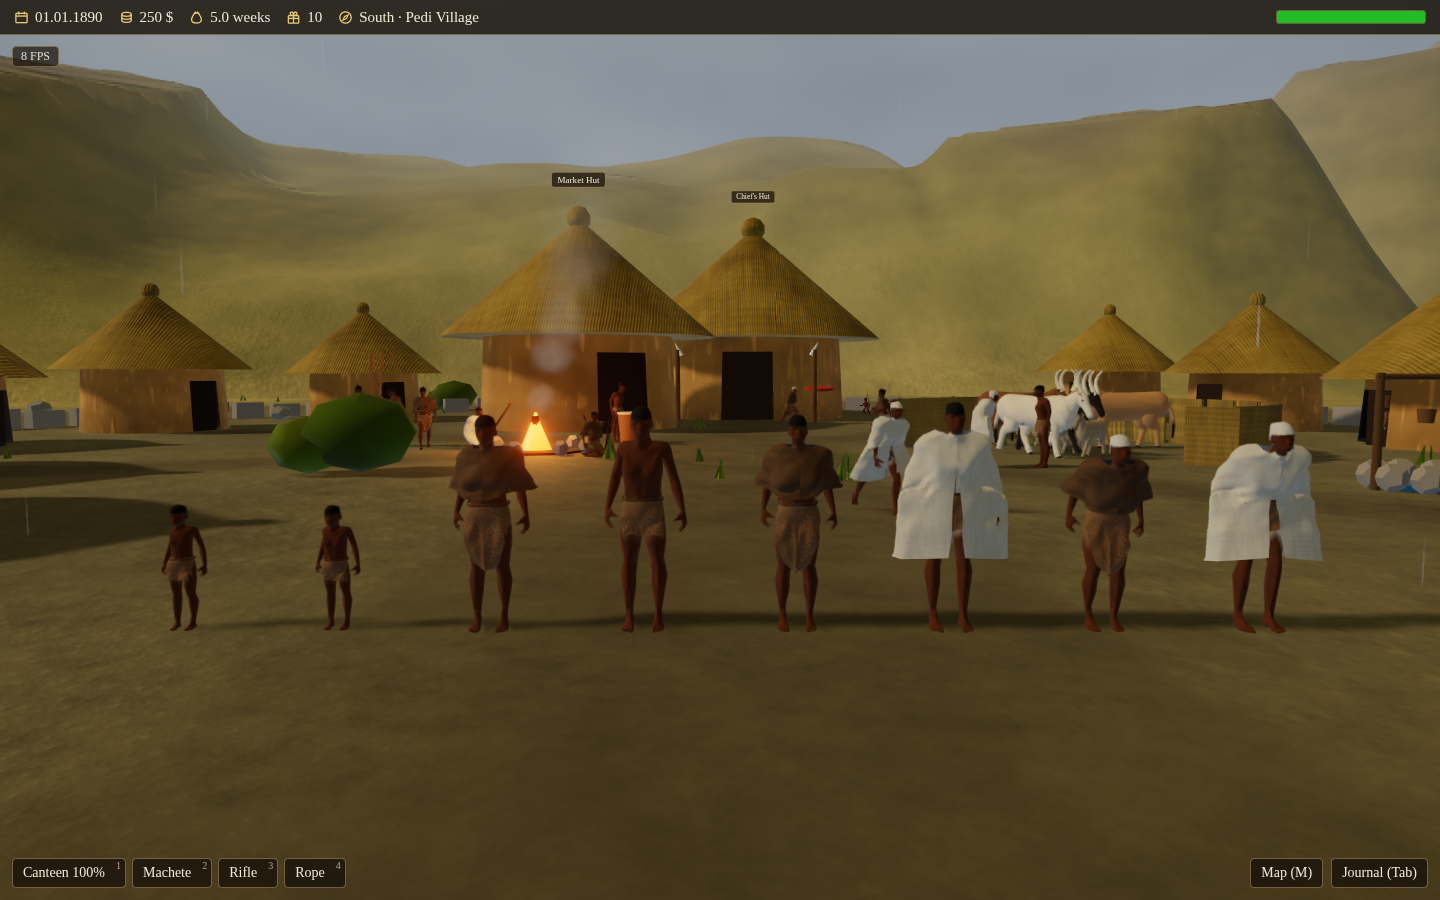 01.01.1890 250 $ 5.0 weeks 10 South · Pedi Village
8 FPS
Market Hut
Chief's Hut
Canteen 100% 1 Machete 2 Rifle 3 Rope 4 Map (M) Journal (Tab)